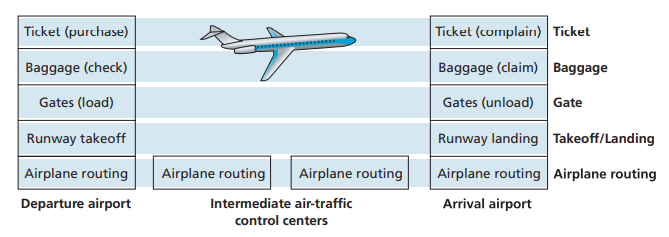 Ticket (purchase) Ticket (complain) Ticket
Baggage (check) Baggage (claim) Baggage
Gates (load) Gates (unload) Gate
Runway takeoff Runway landing Takeoff/Landing
Airplane routing Airplane routing Airplane routing Airplane routing Airplane routing
Departure airport Intermediate air-traffic Arrival airport
control centers